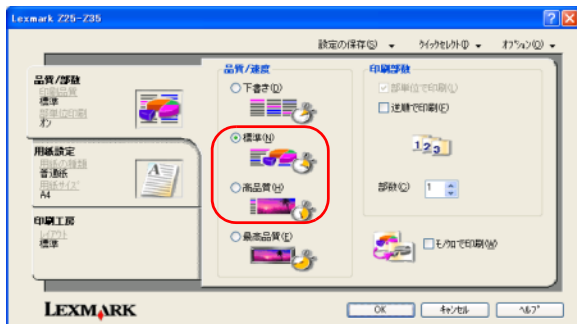 Lexmark Z25-Z35
設定の保存(S) クイックセレクト(I) オプション(O)
品質/部数
印刷品質
標準
部単位印刷
オン
用紙設定
用紙の種類
普通紙
用紙サイズ
A4
印刷工房
レイアウト
標準
品質/速度
下書き(D)
標準(N)
高品質(H)
最高品質(E)
印刷部数
部単位で印刷(L)
逆順で印刷(F)
1 2 3
部数(C) 1
モノクロで印刷(W)
LEXMARK
OK キャンセル ヘルプ